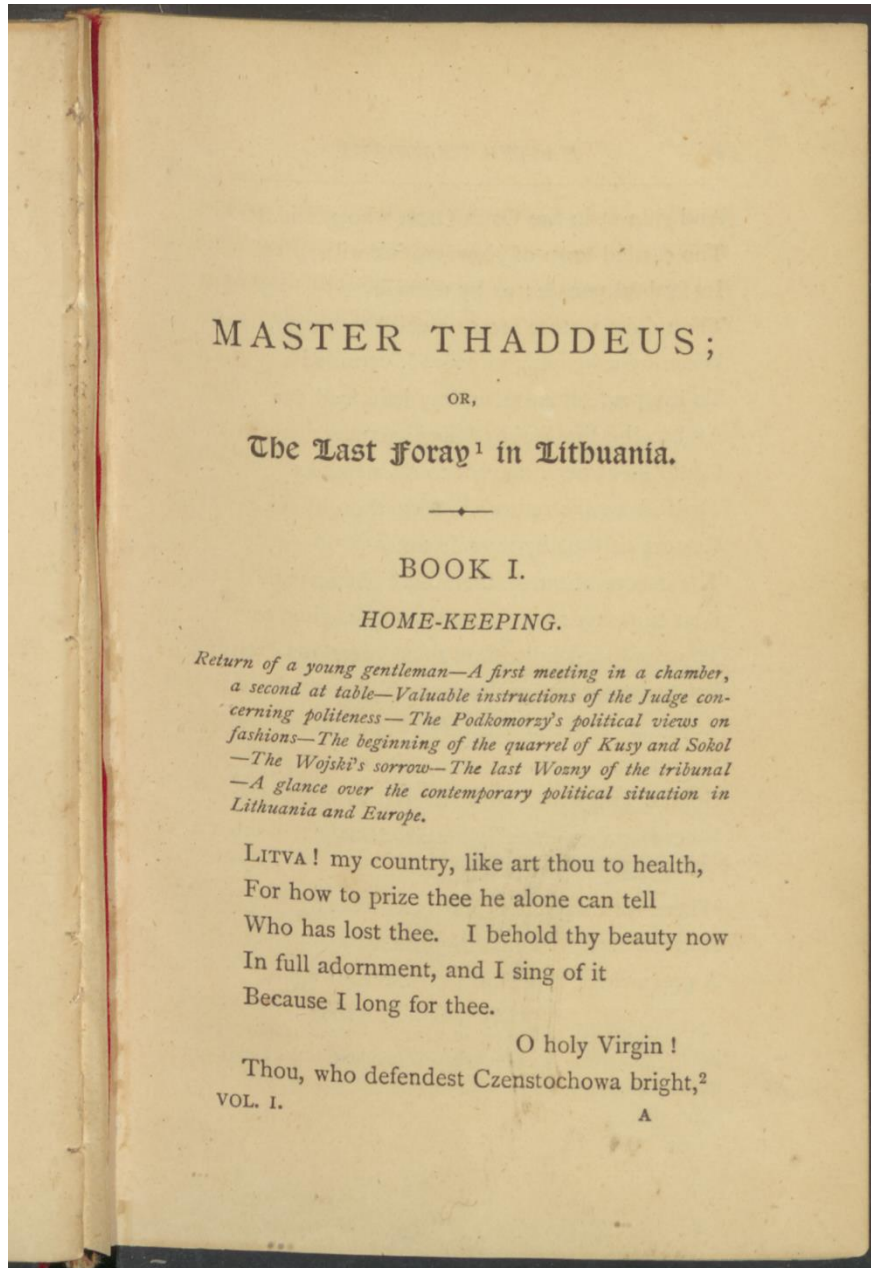 MASTER THADDEUS;
OR,
The Last Foray¹ in Lithuania.
BOOK I.
HOME-KEEPING.
Return of a young gentleman—A first meeting in a chamber,
a second at table—Valuable instructions of the Judge con-
cerning politeness—The Podkomorzy's political views on
fashions—The beginning of the quarrel of Kusy and Sokol
—The Wojski's sorrow—The last Wozny of the tribunal
—A glance over the contemporary political situation in
Lithuania and Europe.
LITVA! my country, like art thou to health,
For how to prize thee he alone can tell
Who has lost thee. I behold thy beauty now
In full adornment, and I sing of it
Because I long for thee.
O holy Virgin!
Thou, who defendest Czenstochowa bright,²
VOL. I.
A